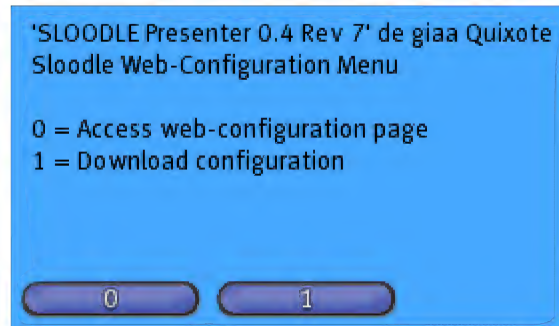 'SLOODLE Presenter 0.4 Rev 7' de giaa Quixote
Sloodle Web-Configuration Menu
0 = Access web-configuration page
1 = Download configuration
0
1